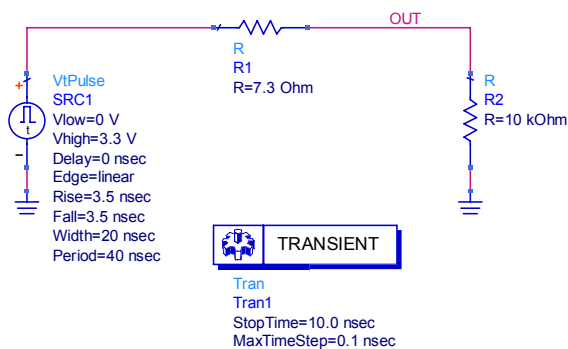 OUT
R
R1
R=7.3 Ohm
R
R2
R=10 kOhm
+
t
-
VtPulse
SRC1
Vlow=0 V
Vhigh=3.3 V
Delay=0 nsec
Edge=linear
Rise=3.5 nsec
Fall=3.5 nsec
Width=20 nsec
Period=40 nsec
TRANSIENT
Tran
Tran1
StopTime=10.0 nsec
MaxTimeStep=0.1 nsec